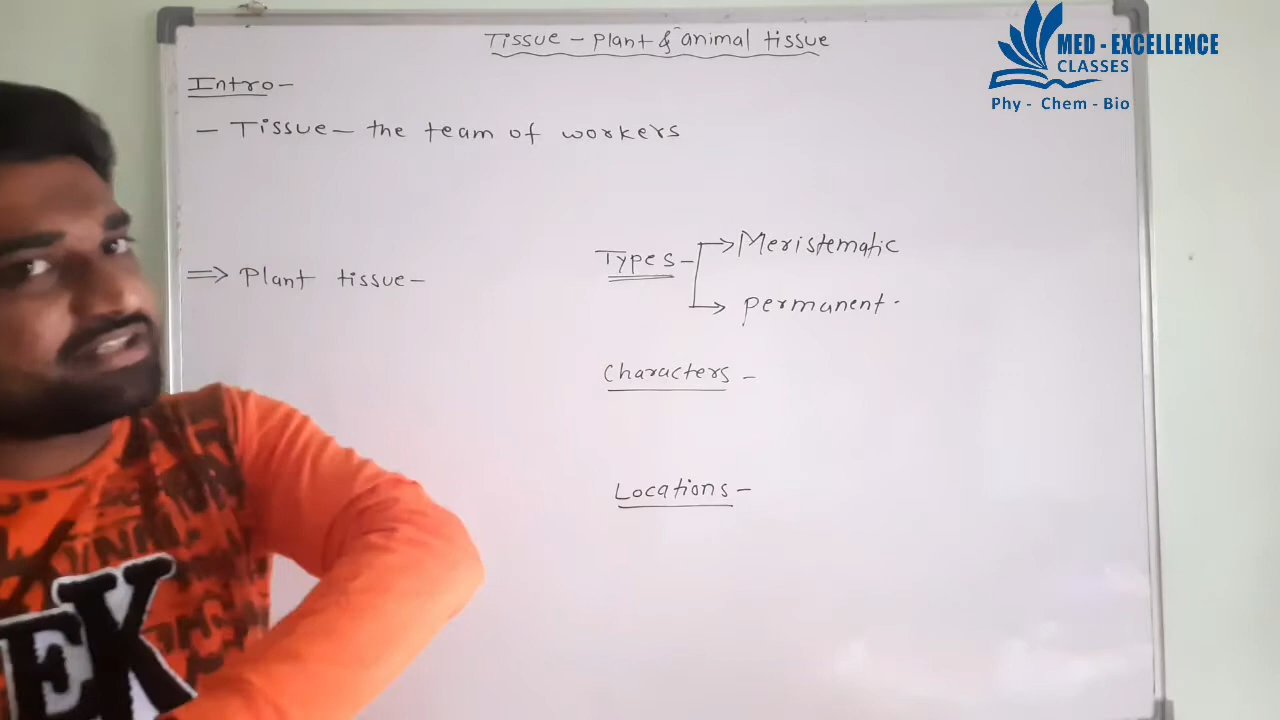 Tissue - Plant & animal tissue
MED - EXCELLENCE
CLASSES
Phy - Chem - Bio
Intro -
- Tissue - the team of workers
Types - Meristematic
⇒ Plant tissue -
permanent.
Characters -
Locations -
EK